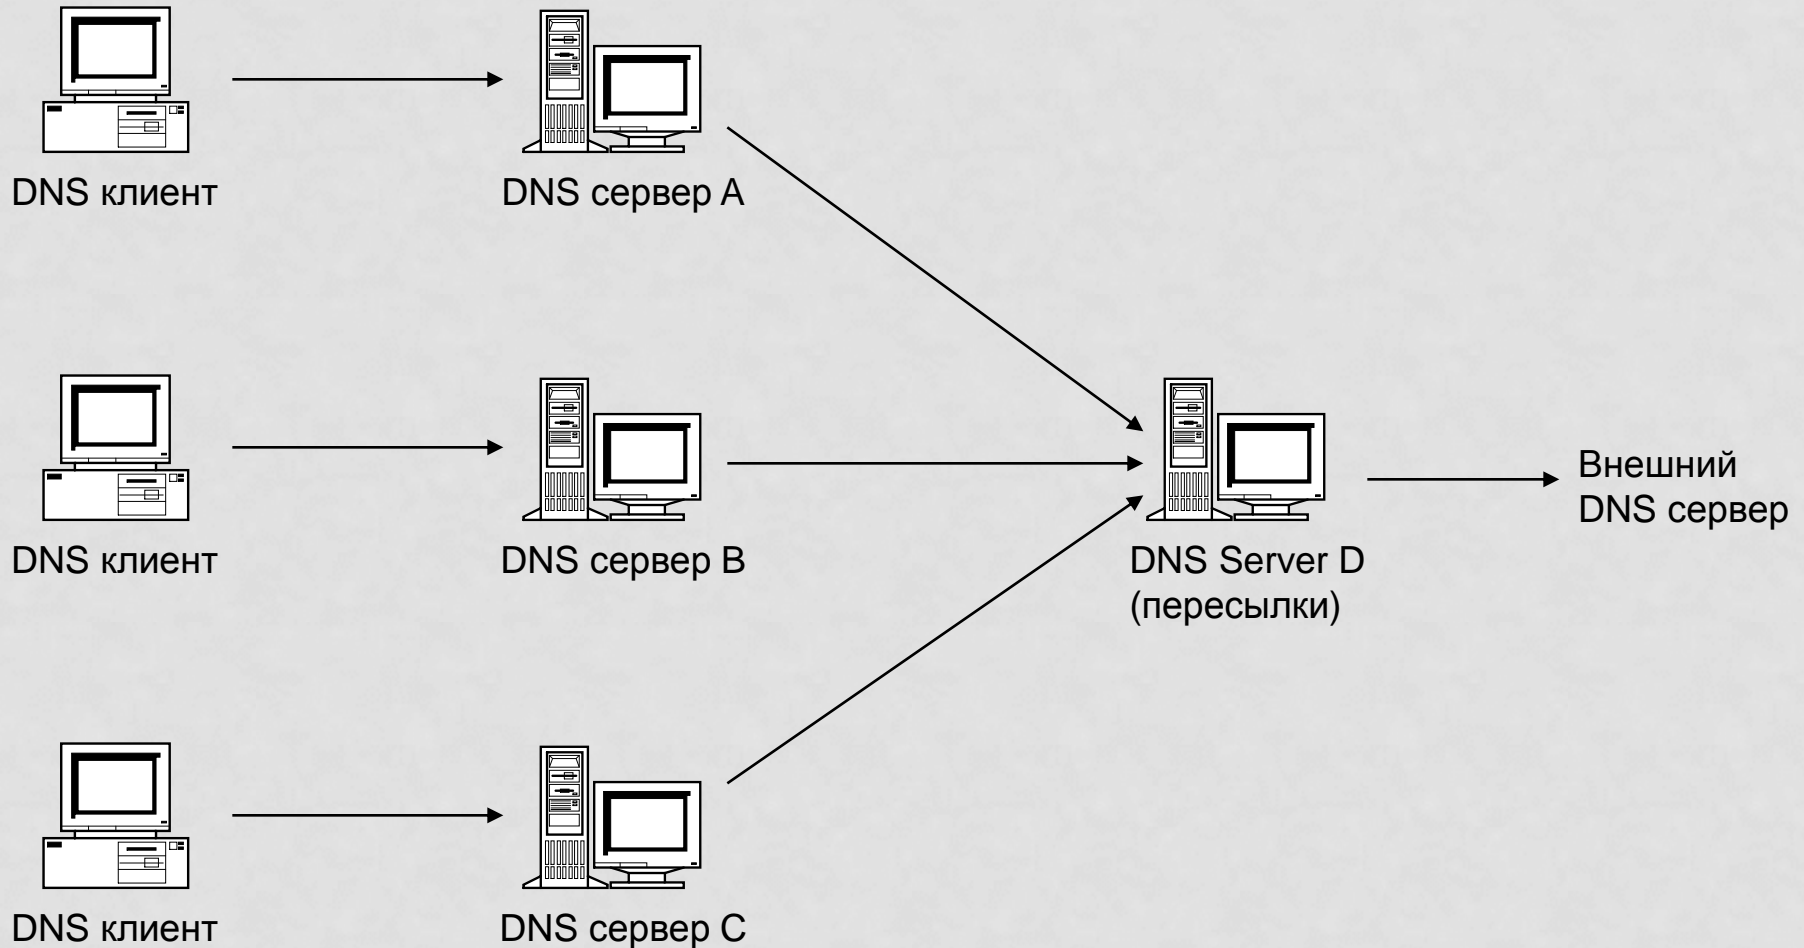 DNS клиент
DNS сервер A
DNS клиент
DNS сервер B
DNS Server D
(пересылки)
Внешний
DNS сервер
DNS клиент
DNS сервер C